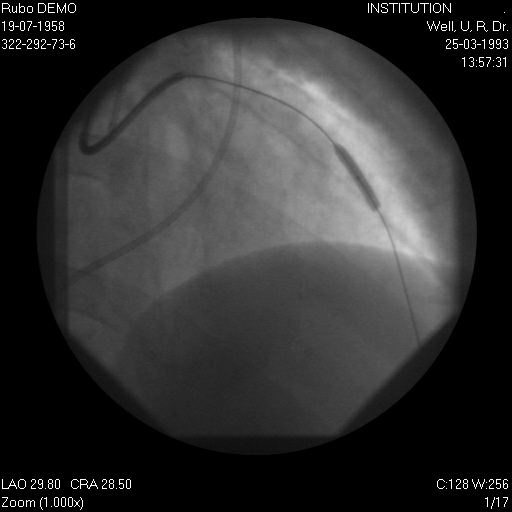 Rubo DEMO
19-07-1958
322-292-73-6
INSTITUTION .
Well, U, R, Dr.
25-03-1993
13:57:31
LAO 29.80 CRA 28.50
Zoom (1.000x)
C:128 W:256
1/17